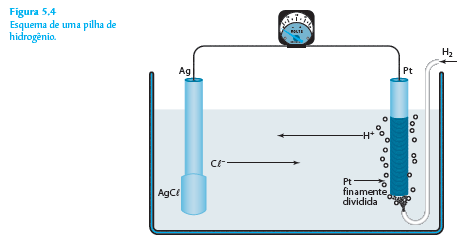 Figura 5.4
Esquema de uma pilha de
hidrogênio.
VOLTS
H₂
Ag
Pt
H⁺
Cℓ⁻
AgCℓ
Pt
finamente
dividida